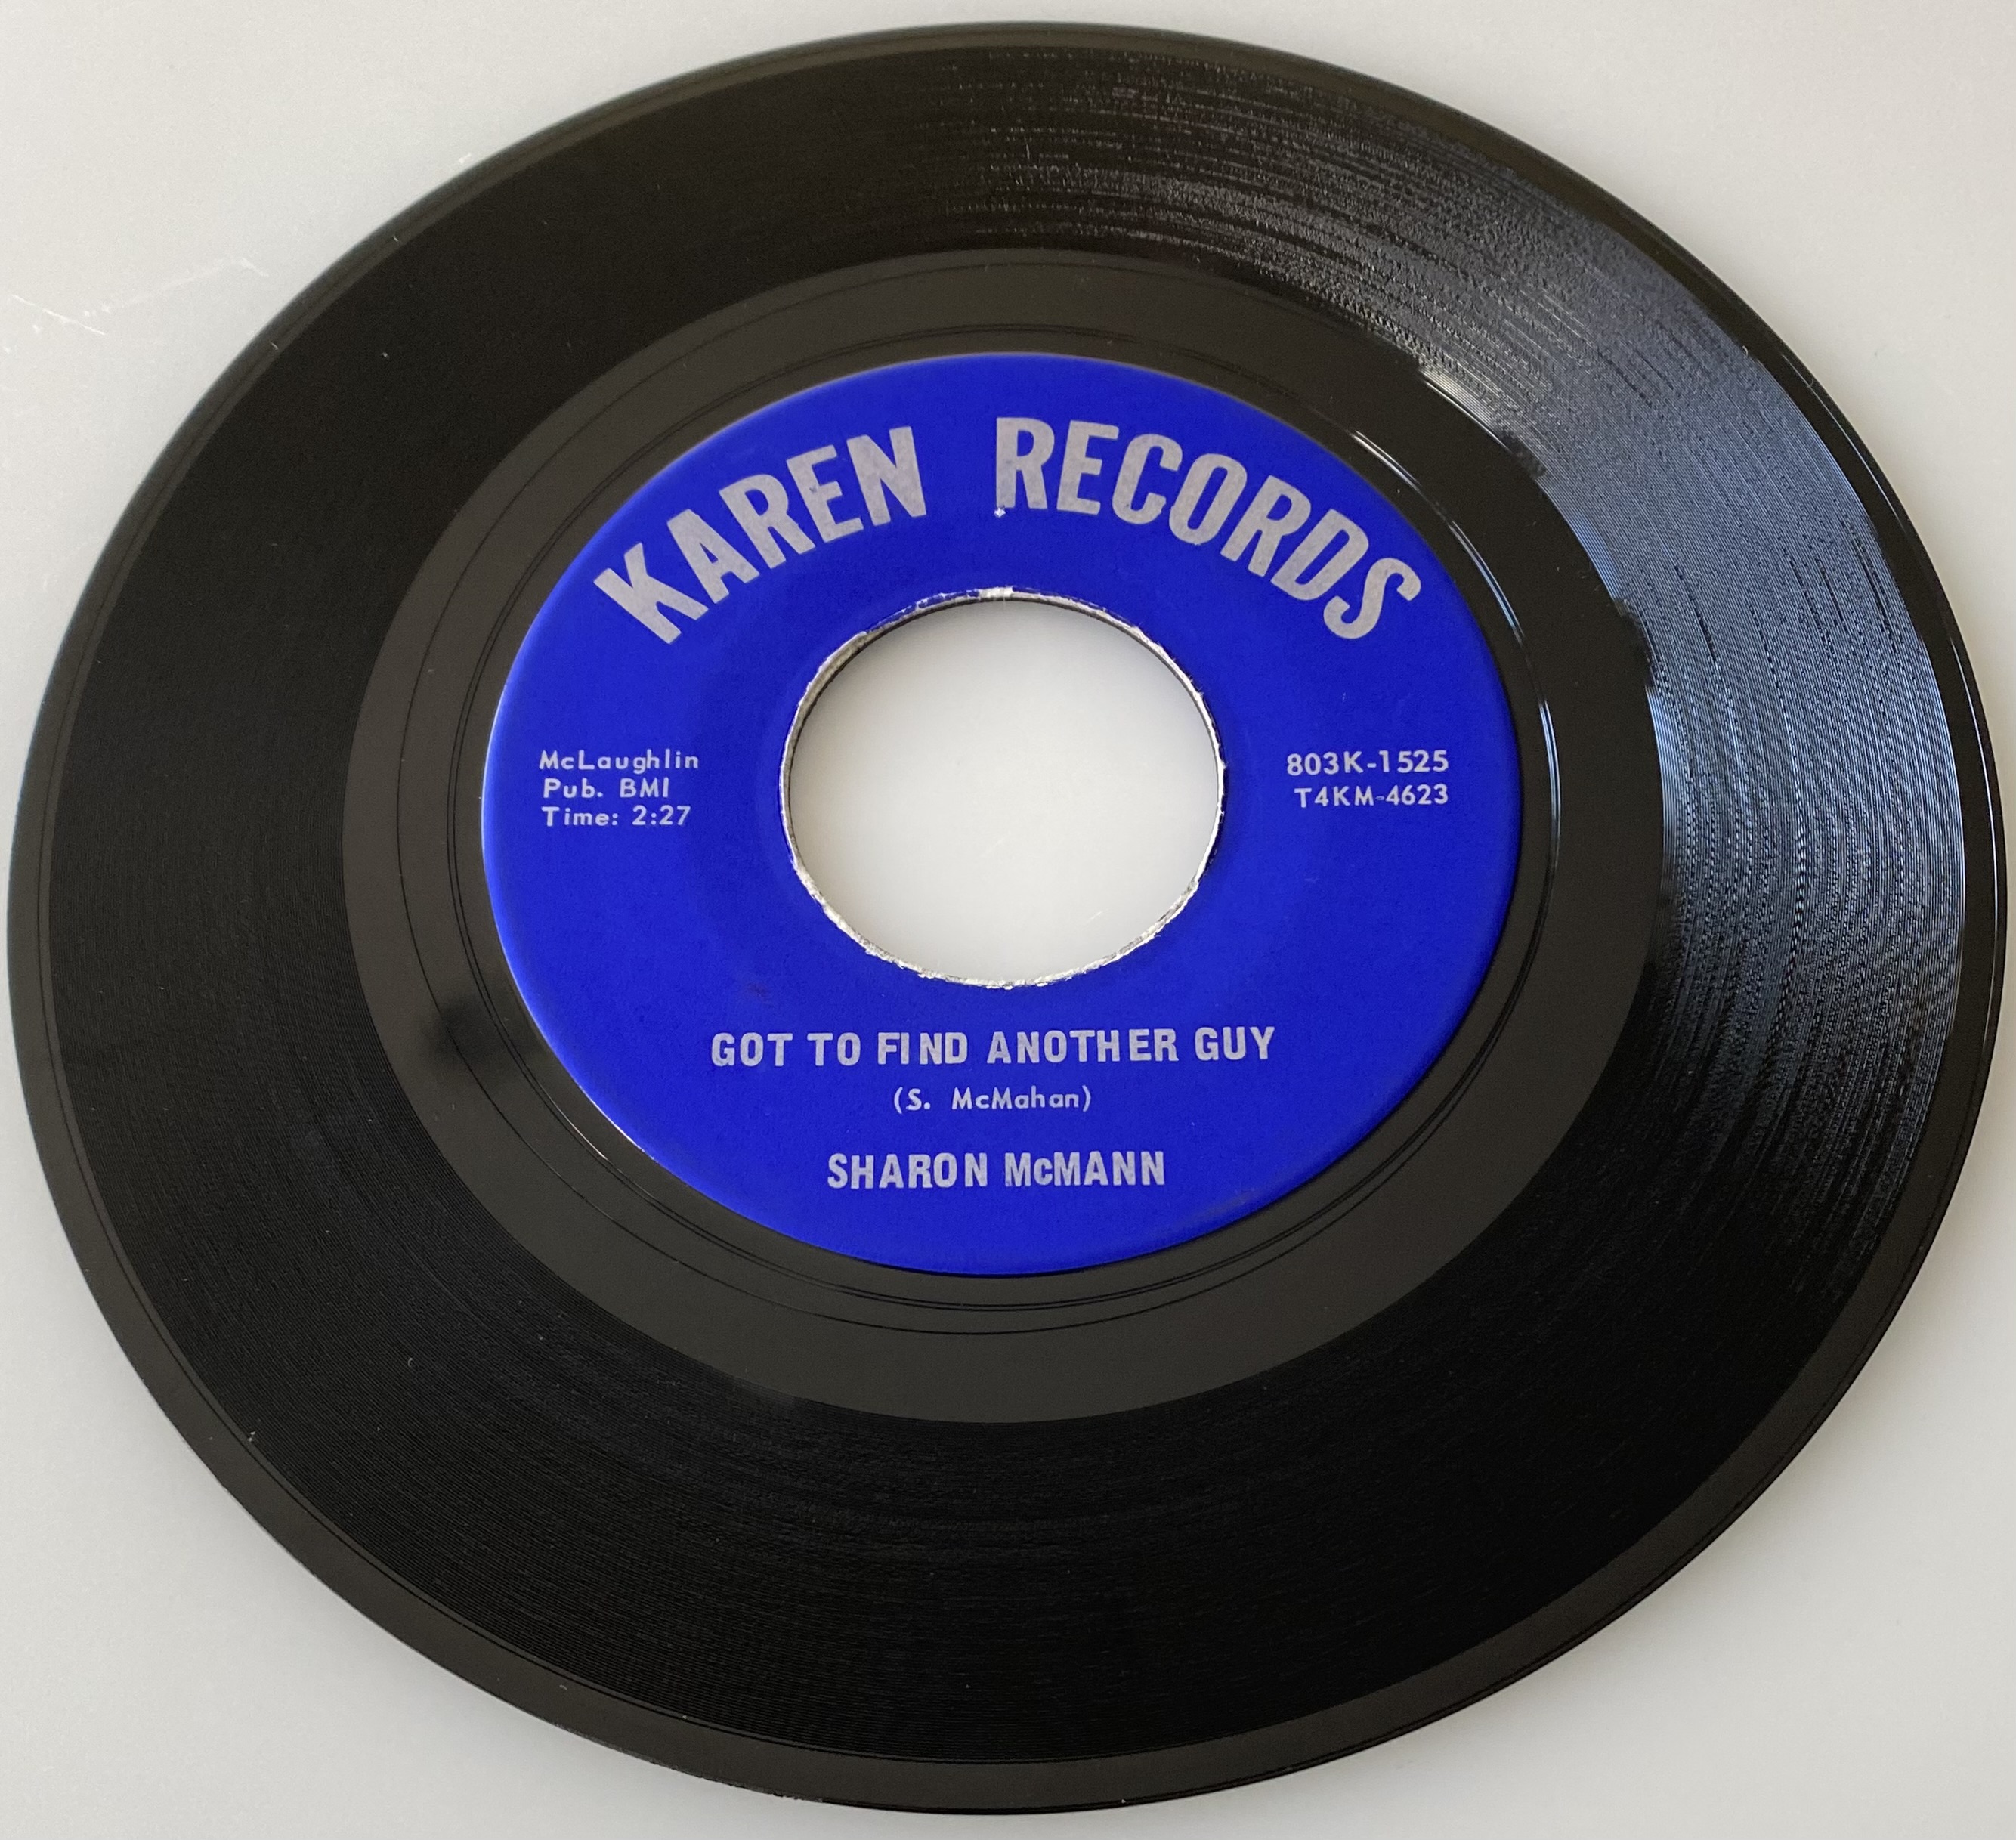 KAREN RECORDS
McLaughlin
Pub. BMI
Time: 2:27
803K-1525
T4KM-4623
GOT TO FIND ANOTHER GUY
(S. McMahan)
SHARON McMANN